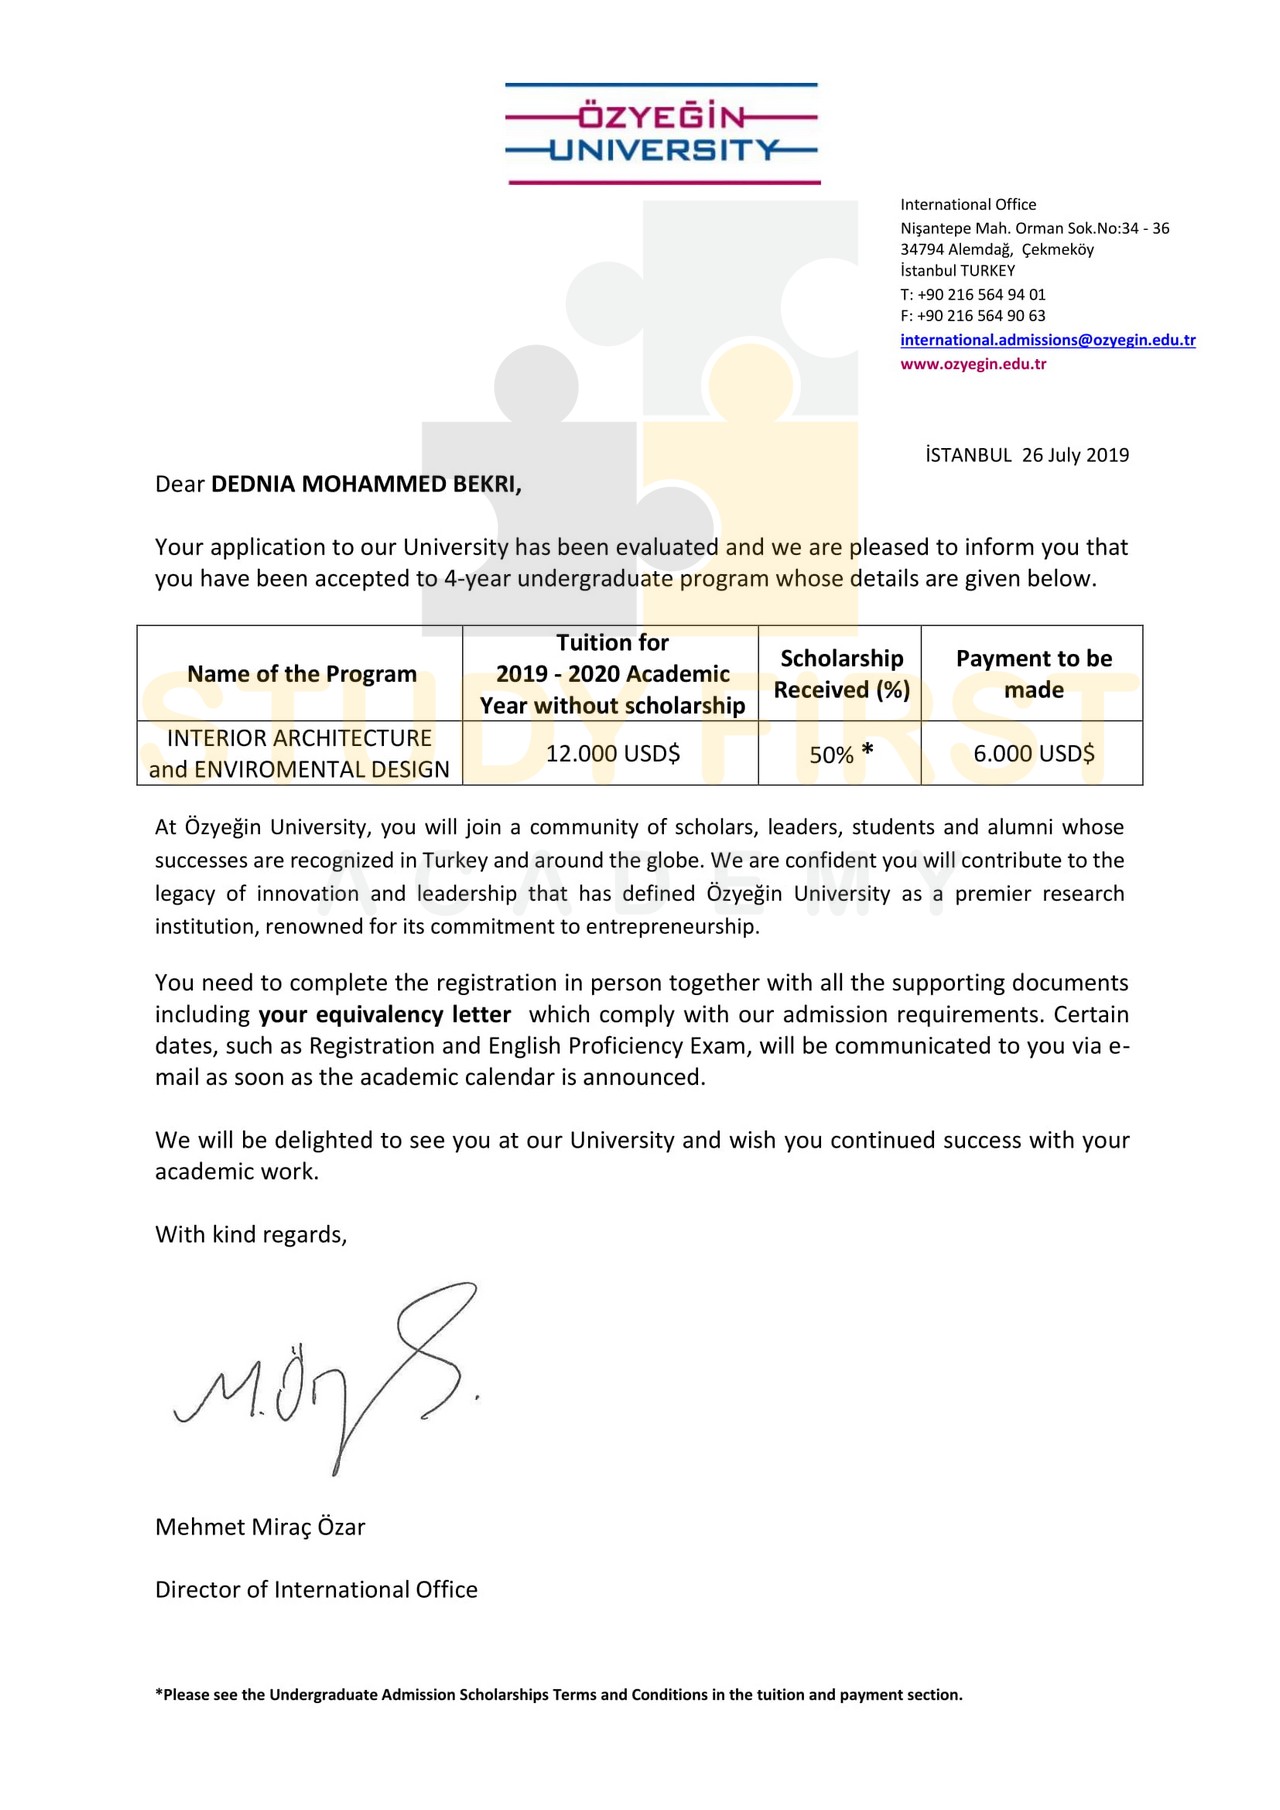 ÖZYEĞİN
UNIVERSITY
International Office
Nişantepe Mah. Orman Sok.No:34 - 36
34794 Alemdağ,  Çekmeköy
İstanbul TURKEY
T: +90 216 564 94 01
F: +90 216 564 90 63
international.admissions@ozyegin.edu.tr
www.ozyegin.edu.tr
İSTANBUL  26 July 2019
Dear DEDNIA MOHAMMED BEKRI,
Your application to our University has been evaluated and we are pleased to inform you that
you have been accepted to 4-year undergraduate program whose details are given below.
Name of the Program
Tuition for
2019 - 2020 Academic
Year without scholarship
Scholarship
Received (%)
Payment to be
made
INTERIOR ARCHITECTURE
and ENVIROMENTAL DESIGN
12.000 USD$
50% *
6.000 USD$
STUDY FIRST
ACADEMY
At Özyeğin University, you will join a community of scholars, leaders, students and alumni whose
successes are recognized in Turkey and around the globe. We are confident you will contribute to the
legacy of innovation and leadership that has defined Özyeğin University as a premier research
institution, renowned for its commitment to entrepreneurship.
You need to complete the registration in person together with all the supporting documents
including your equivalency letter  which comply with our admission requirements. Certain
dates, such as Registration and English Proficiency Exam, will be communicated to you via e-
mail as soon as the academic calendar is announced.
We will be delighted to see you at our University and wish you continued success with your
academic work.
With kind regards,
Mehmet Miraç Özar
Director of International Office
*Please see the Undergraduate Admission Scholarships Terms and Conditions in the tuition and payment section.